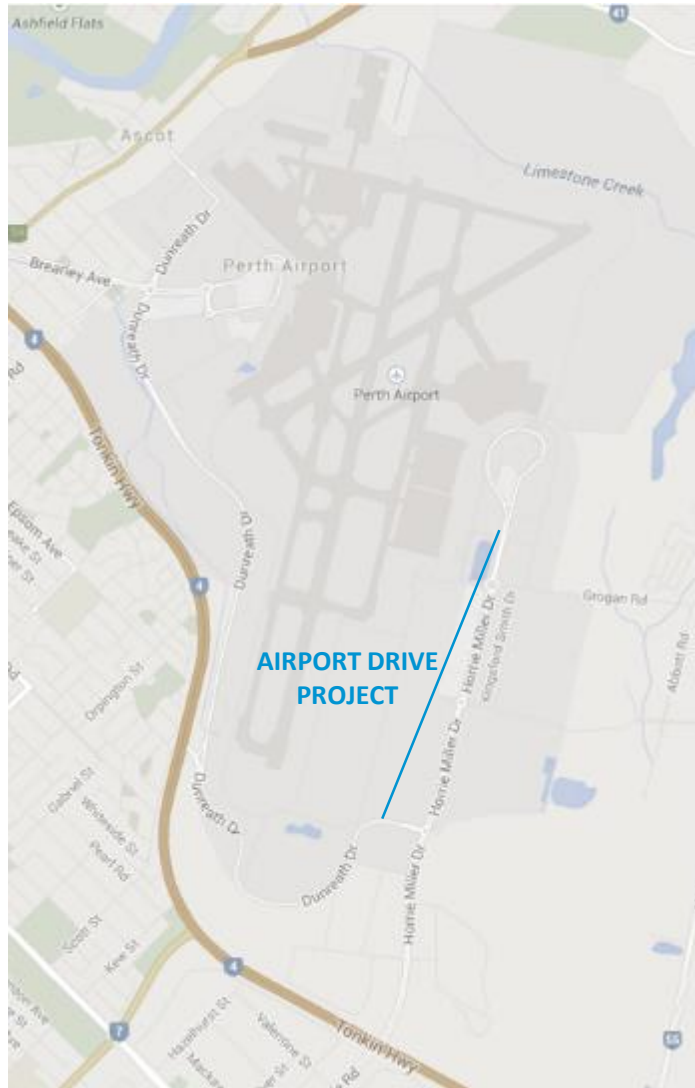 Ashfield Flats
41
Ascot
Limestone Creek
Dunreath Dr
Perth Airport
Brearley Ave
Dunreath Dr
4
Rd
Perth Airport
Tonkin Hwy
Epsom Ave
Dunreath Dr
4
Grogan Rd
Horrie Miller Dr
Kingsford Smith Dr
Abbott Rd
AIRPORT DRIVE
PROJECT
Orpington St
Horrie Miller Dr
Gabriel St
Whiteside St
Pearl Rd
Dunreath Dr
Dunreath Dr
Horrie Miller Dr
Scott St
Kew St
4
7
Hazelhurst St
Valentine St
Tonkin Hwy
55